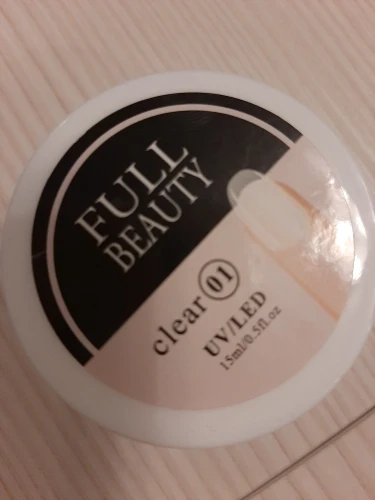 FULL
BEAUTY
clear 01
UV/LED
15ml/0.5fl.oz